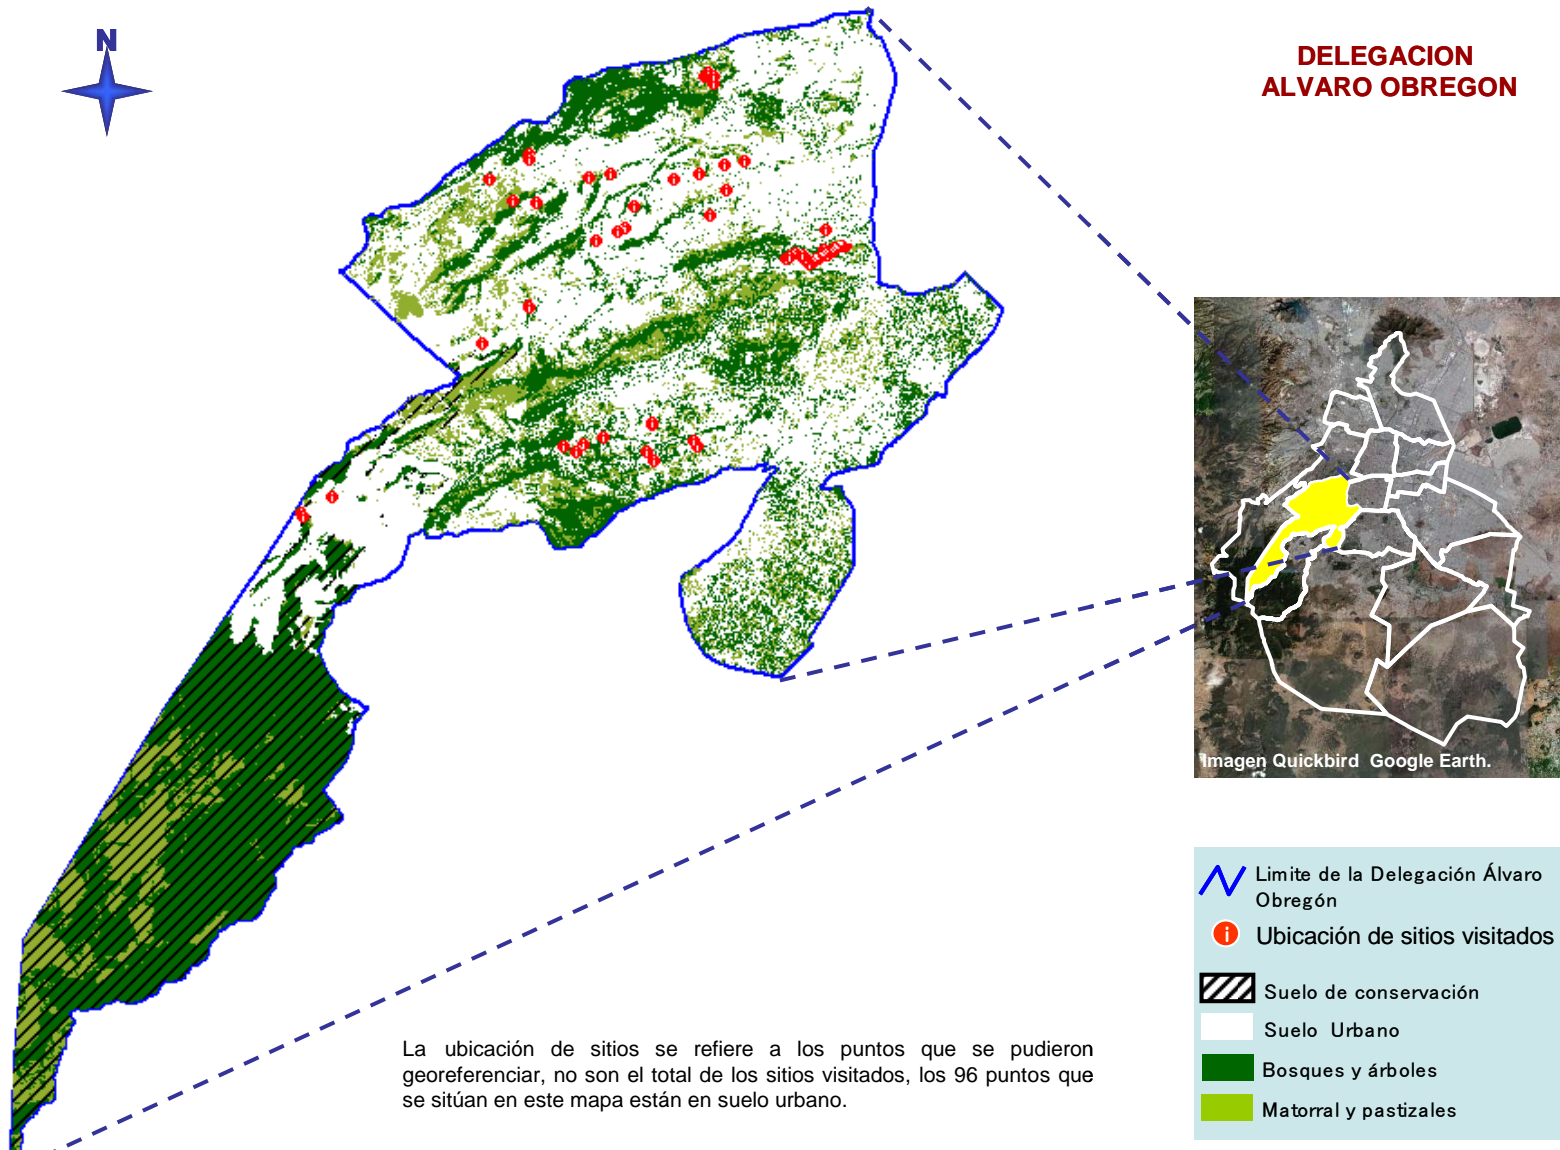 N
DELEGACION
ALVARO OBREGON
Imagen Quickbird Google Earth.
Limite de la Delegación Álvaro
Obregón
i Ubicación de sitios visitados
Suelo de conservación
Suelo Urbano
Bosques y árboles
Matorral y pastizales
La ubicación de sitios se refiere a los puntos que se pudieron
georeferenciar, no son el total de los sitios visitados, los 96 puntos que
se sitúan en este mapa están en suelo urbano.